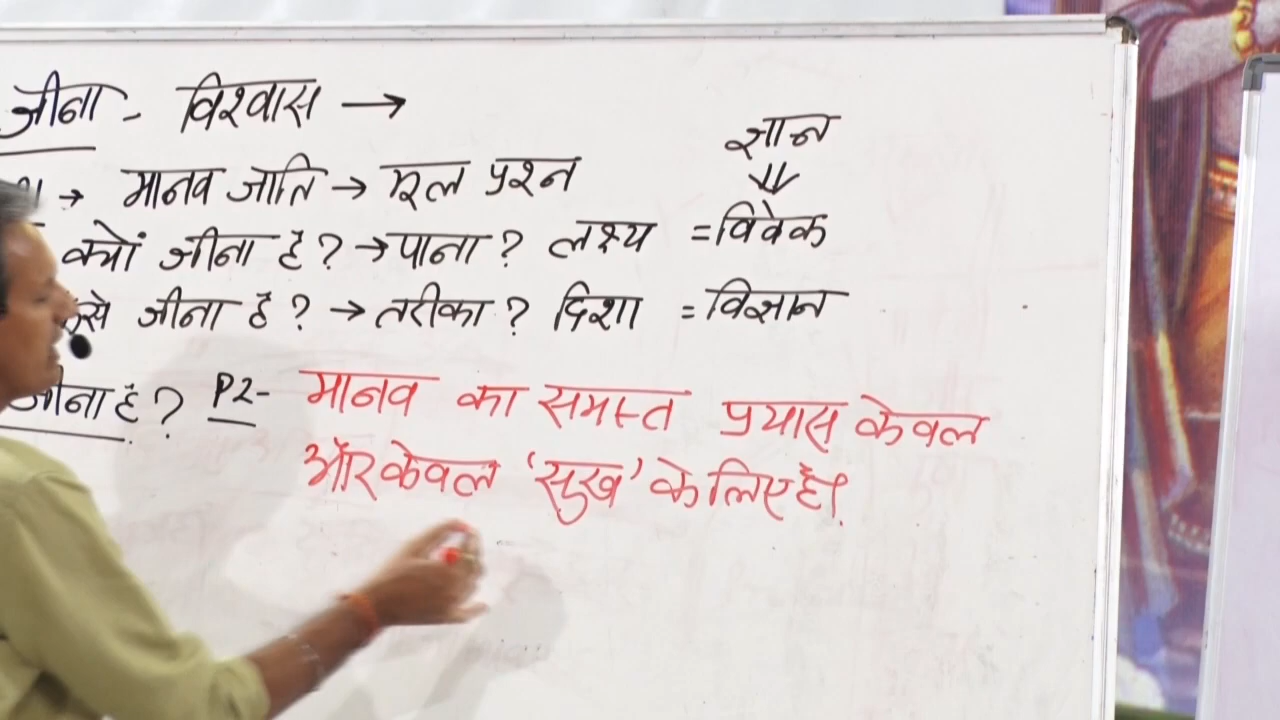 जीना - विश्वास →
ज्ञान
→ मानव जाति → मूल प्रश्न
क्यों जीना है? → पाना? लक्ष्य = विवेक
जीना है? → तरीका? दिशा = विज्ञान
जीना है? P2- मानव का समस्त प्रयास केवल
और केवल 'सुख' के लिए है।